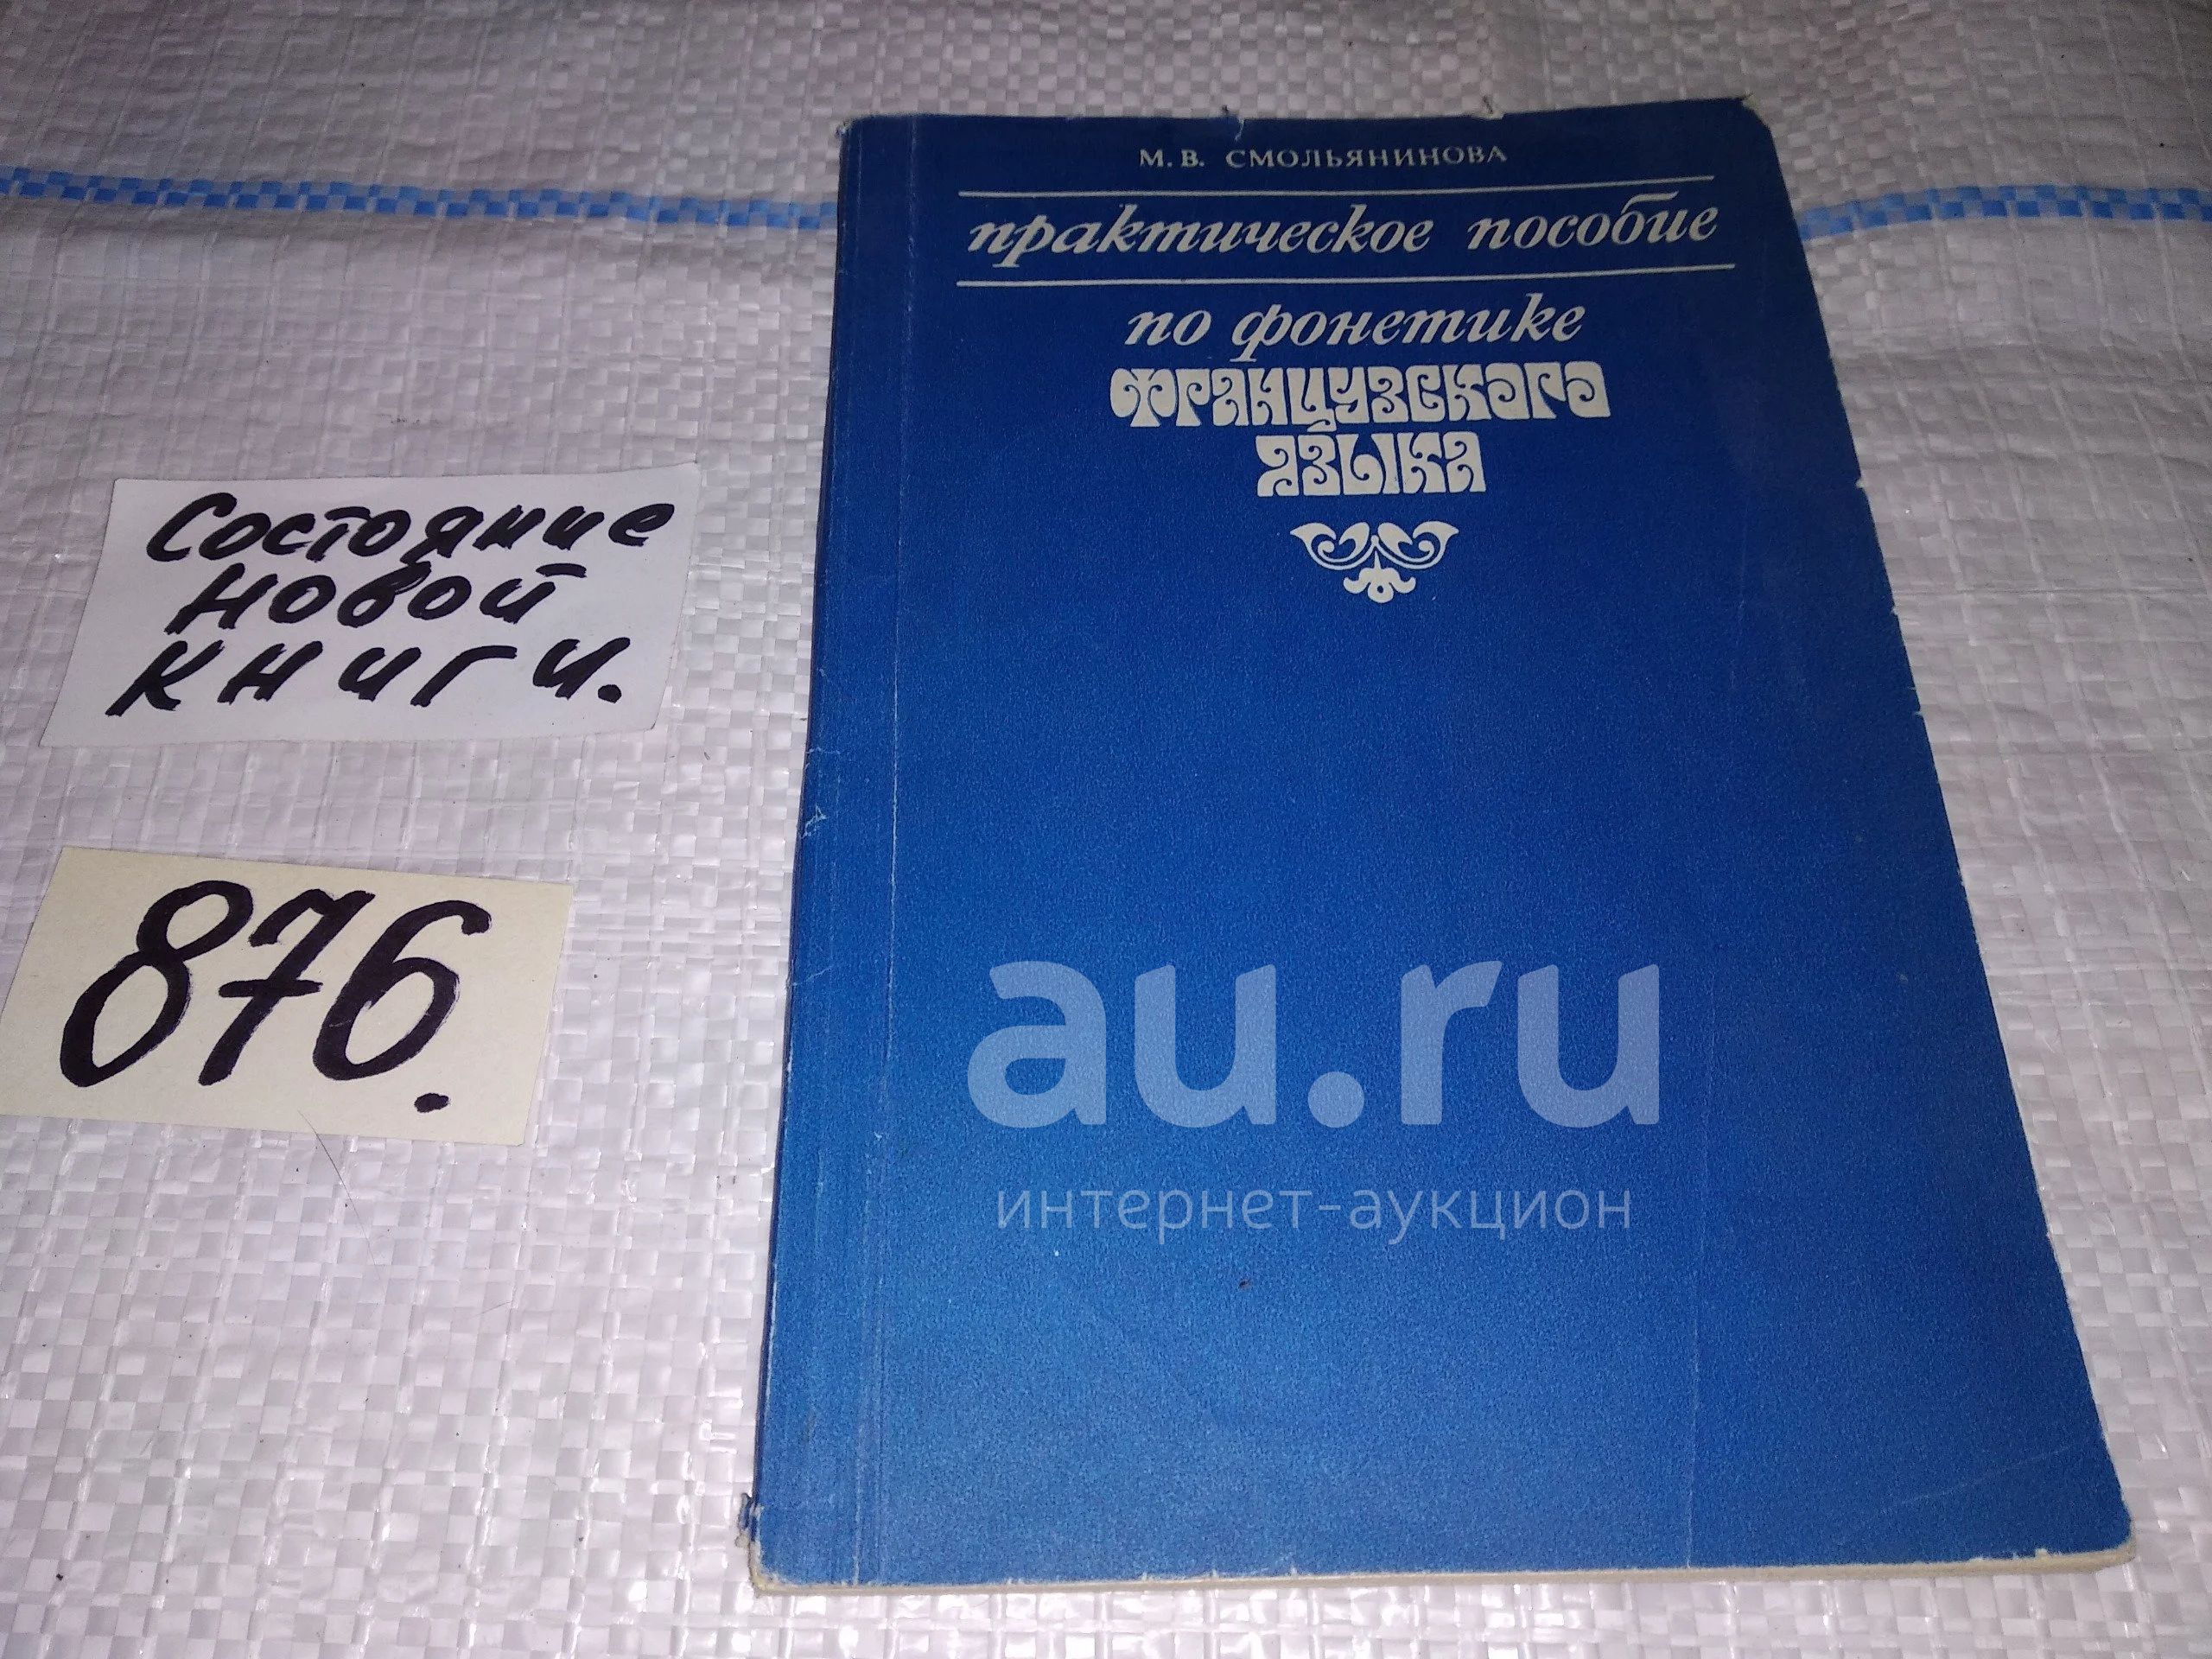 М. В. СМОЛЬЯНИНОВА
практическое пособие
по фонетике
французского
языка
Состояние
новой
книги.
876.
au.ru
интернет-аукцион